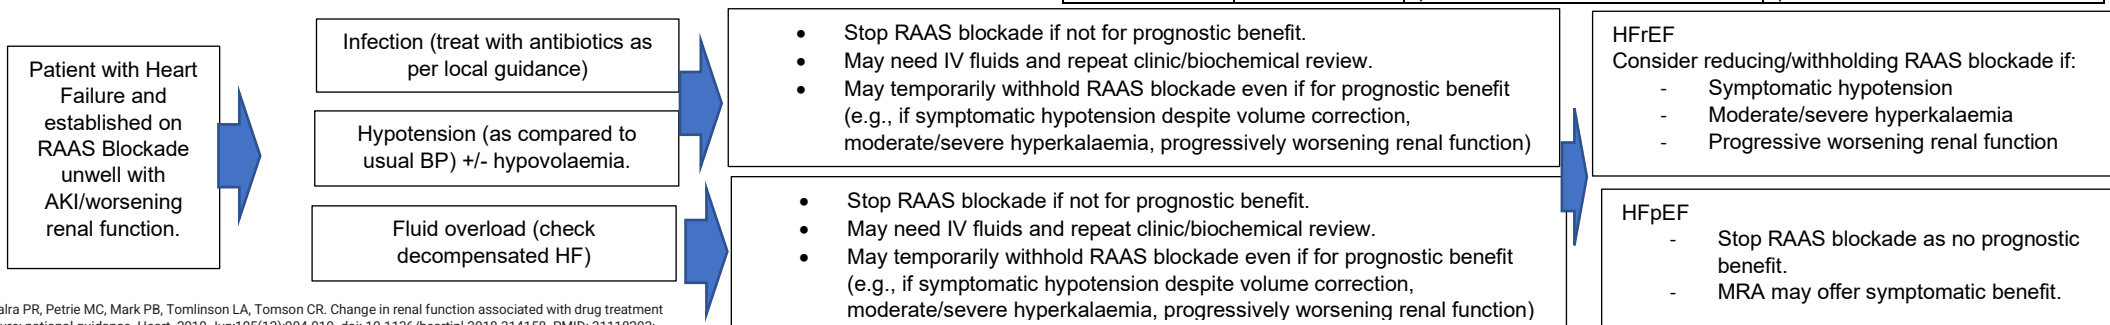 Patient with Heart
Failure and
established on
RAAS Blockade
unwell with
AKI/worsening
renal function.
Infection (treat with antibiotics as
per local guidance)
Hypotension (as compared to
usual BP) +/- hypovolaemia.
Fluid overload (check
decompensated HF)
• Stop RAAS blockade if not for prognostic benefit.
• May need IV fluids and repeat clinic/biochemical review.
• May temporarily withhold RAAS blockade even if for prognostic benefit
(e.g., if symptomatic hypotension despite volume correction,
moderate/severe hyperkalaemia, progressively worsening renal function)
• Stop RAAS blockade if not for prognostic benefit.
• May need IV fluids and repeat clinic/biochemical review.
• May temporarily withhold RAAS blockade even if for prognostic benefit
(e.g., if symptomatic hypotension despite volume correction,
moderate/severe hyperkalaemia, progressively worsening renal function)
HFrEF
Consider reducing/withholding RAAS blockade if:
- Symptomatic hypotension
- Moderate/severe hyperkalaemia
- Progressive worsening renal function
HFpEF
- Stop RAAS blockade as no prognostic
benefit.
- MRA may offer symptomatic benefit.
alra PR, Petrie MC, Mark PB, Tomlinson LA, Tomson CR. Change in renal function associated with drug treatment